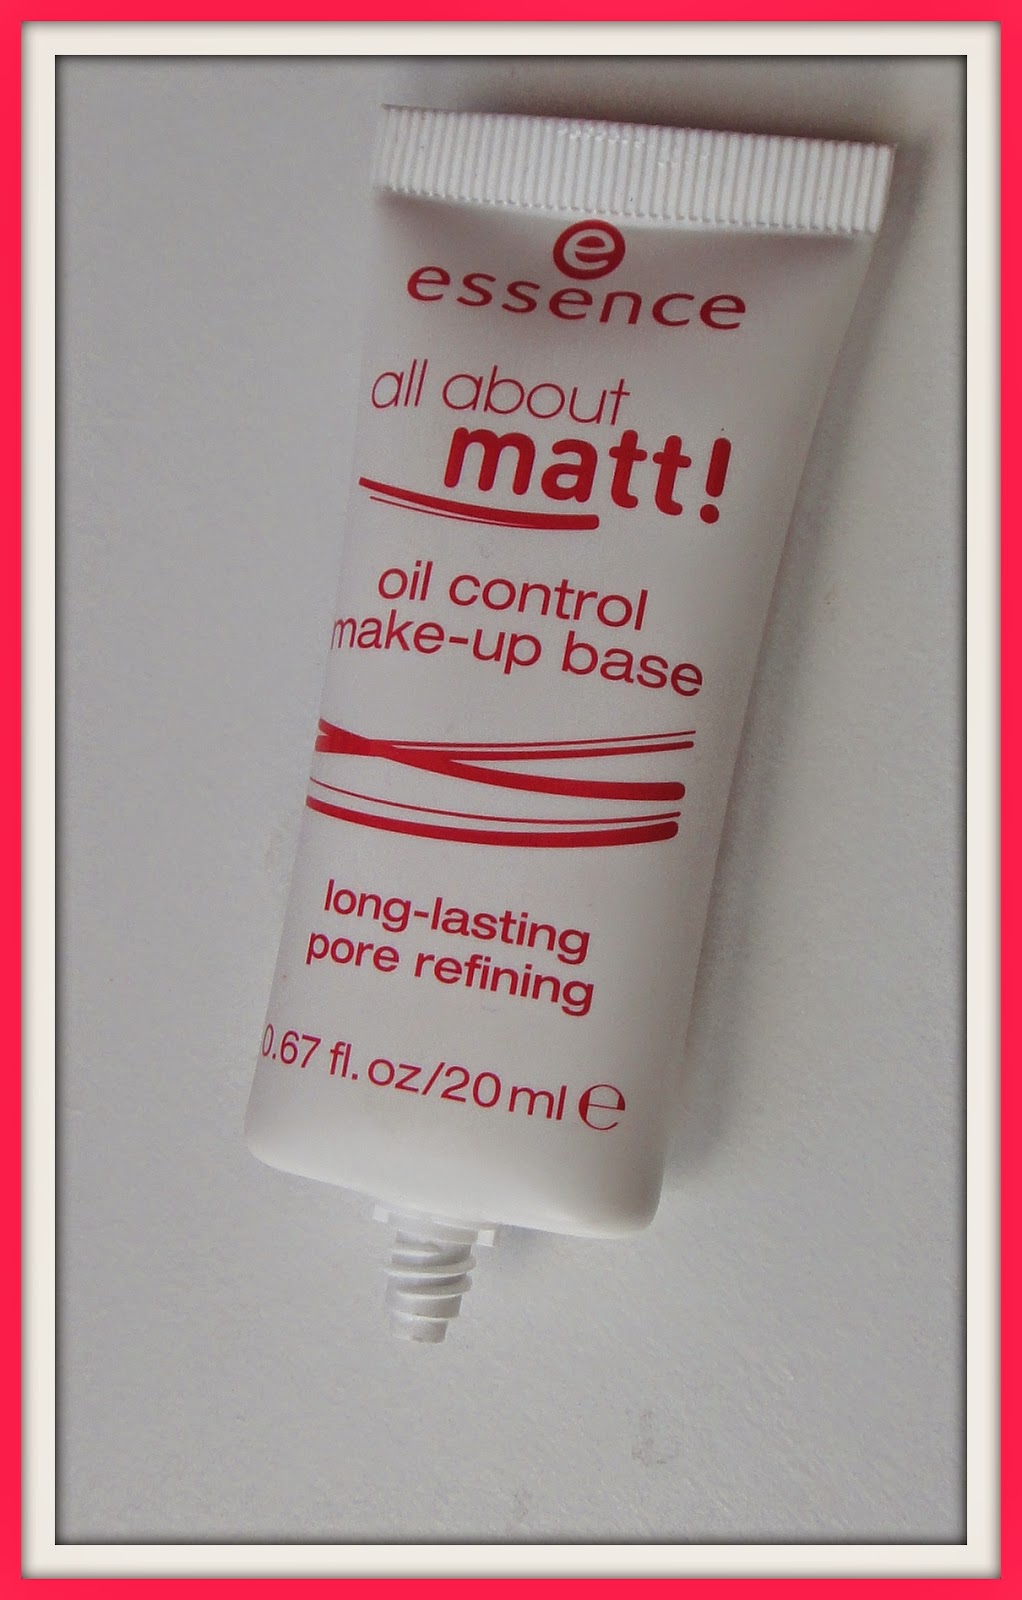 e
essence
all about
matt!
oil control
make-up base
long-lasting
pore refining
0.67 fl.oz/20 ml ℮